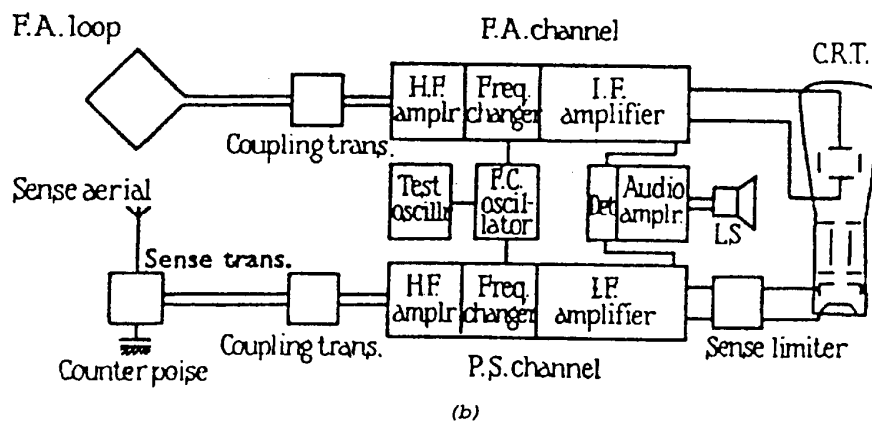 F.A. loop
F.A. channel
C.R.T.
H.F. amplr
Freq. changer
I.F. amplifier
Coupling trans.
Sense aerial
Test oscillr
F.C. oscil-
lator
Det
Audio amplr.
L.S
Sense trans.
H.F. amplr
Freq. changer
I.F. amplifier
Coupling trans.
Counter poise
Sense limiter
P.S. channel
(b)